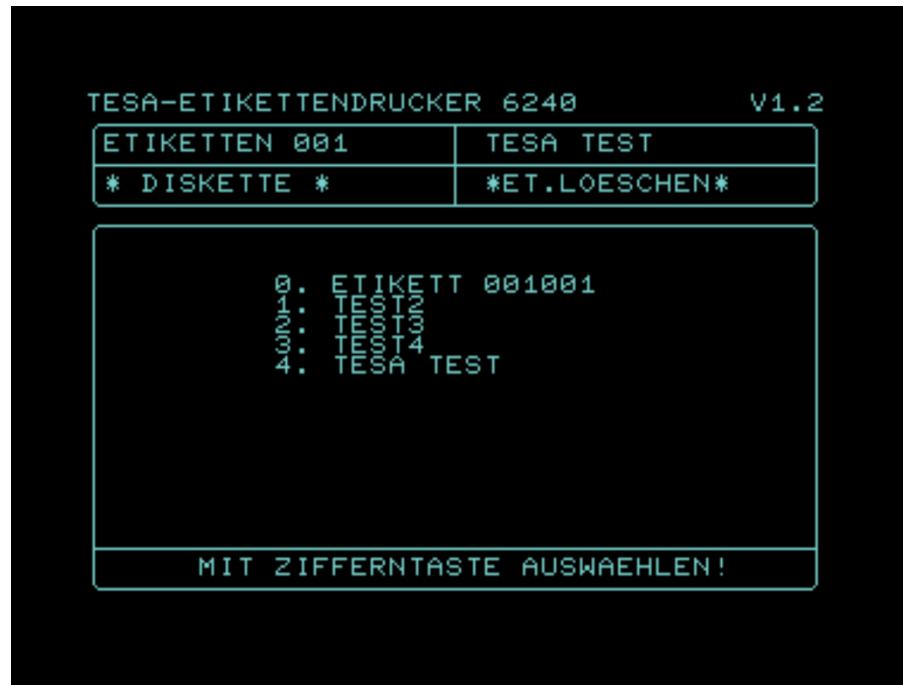 TESA-ETIKETTENDRUCKER 6240 V1.2
ETIKETTEN 001 TESA TEST
* DISKETTE * *ET.LOESCHEN*
0. ETIKETT 001001
1. TEST2
2. TEST3
3. TEST4
4. TESA TEST
MIT ZIFFERNTASTE AUSWAEHLEN!